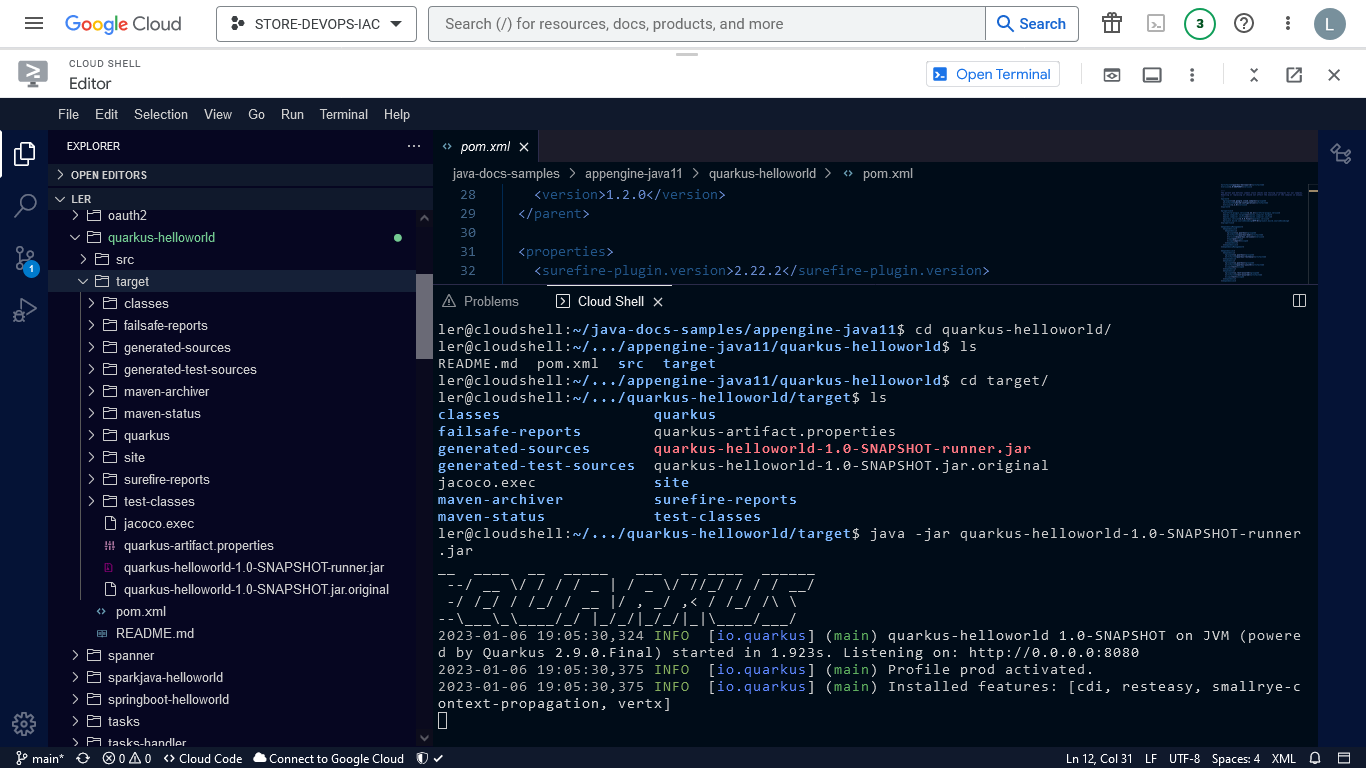 Google Cloud
STORE-DEVOPS-IAC
Search (/) for resources, docs, products, and more
Search
3
L
CLOUD SHELL
Editor
Open Terminal
File Edit Selection View Go Run Terminal Help
EXPLORER
OPEN EDITORS
LER
oauth2
quarkus-helloworld
src
target
classes
failsafe-reports
generated-sources
generated-test-sources
maven-archiver
maven-status
quarkus
site
surefire-reports
test-classes
jacoco.exec
quarkus-artifact.properties
quarkus-helloworld-1.0-SNAPSHOT-runner.jar
quarkus-helloworld-1.0-SNAPSHOT.jar.original
pom.xml
README.md
spanner
sparkjava-helloworld
springboot-helloworld
tasks
tasks-handler
1
pom.xml
java-docs-samples > appengine-java11 > quarkus-helloworld > pom.xml
28 <version>1.2.0</version>
29 </parent>
30
31 <properties>
32 <surefire-plugin.version>2.22.2</surefire-plugin.version>
Problems
Cloud Shell
ler@cloudshell:~/java-docs-samples/appengine-java11$ cd quarkus-helloworld/
ler@cloudshell:~/.../appengine-java11/quarkus-helloworld$ ls
README.md pom.xml src target
ler@cloudshell:~/.../appengine-java11/quarkus-helloworld$ cd target/
ler@cloudshell:~/.../quarkus-helloworld/target$ ls
classes quarkus
failsafe-reports quarkus-artifact.properties
generated-sources quarkus-helloworld-1.0-SNAPSHOT-runner.jar
generated-test-sources quarkus-helloworld-1.0-SNAPSHOT.jar.original
jacoco.exec site
maven-archiver surefire-reports
maven-status test-classes
ler@cloudshell:~/.../quarkus-helloworld/target$ java -jar quarkus-helloworld-1.0-SNAPSHOT-runner
.jar
__  ____  __  _____   ___  __ ____  ______
 --/ __ \/ / / / _ | / _ \/ //_/ / / / __/
 -/ /_/ / /_/ / __ |/ , _/ ,< / /_/ /\ \
--\___\_\____/_/ |_/_/|_/_/|_|\____/___/
2023-01-06 19:05:30,324 INFO [io.quarkus] (main) quarkus-helloworld 1.0-SNAPSHOT on JVM (powere
d by Quarkus 2.9.0.Final) started in 1.923s. Listening on: http://0.0.0.0:8080
2023-01-06 19:05:30,375 INFO [io.quarkus] (main) Profile prod activated.
2023-01-06 19:05:30,375 INFO [io.quarkus] (main) Installed features: [cdi, resteasy, smallrye-c
ontext-propagation, vertx]
main* 0 0 Cloud Code Connect to Google Cloud Ln 12, Col 31 LF UTF-8 Spaces: 4 XML